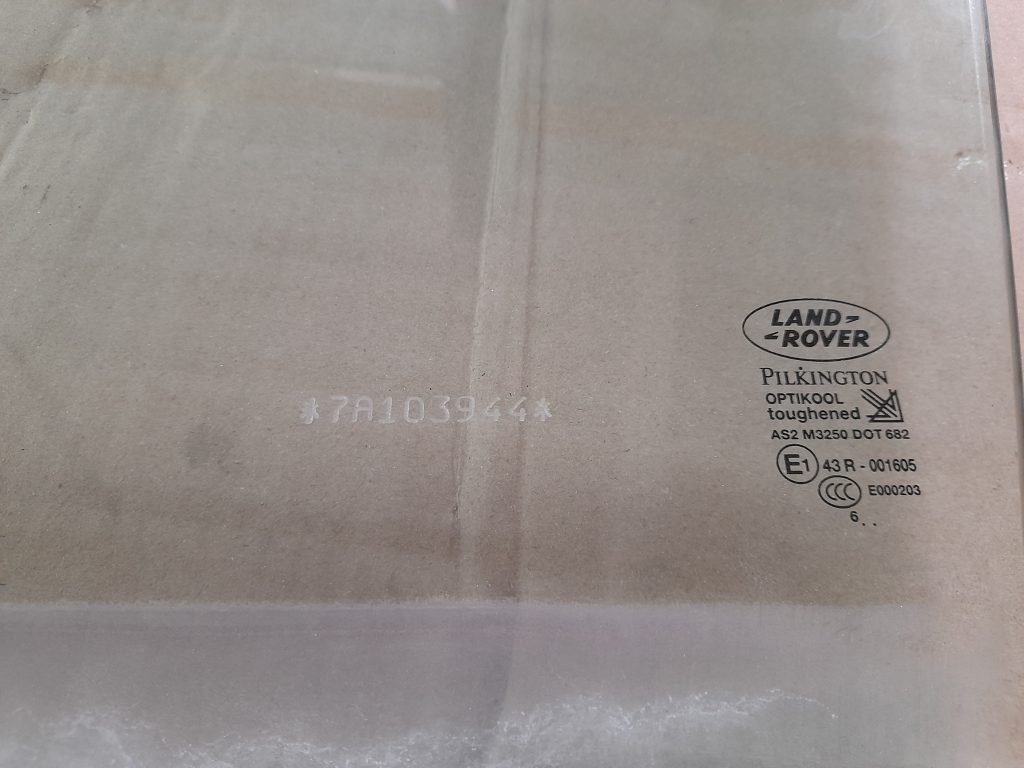 LAND
ROVER
PILKINGTON
OPTIKOOL
toughened
AS2 M3250 DOT 682
E1 43 R - 001605
CCC E000203
6..
*7A103944*